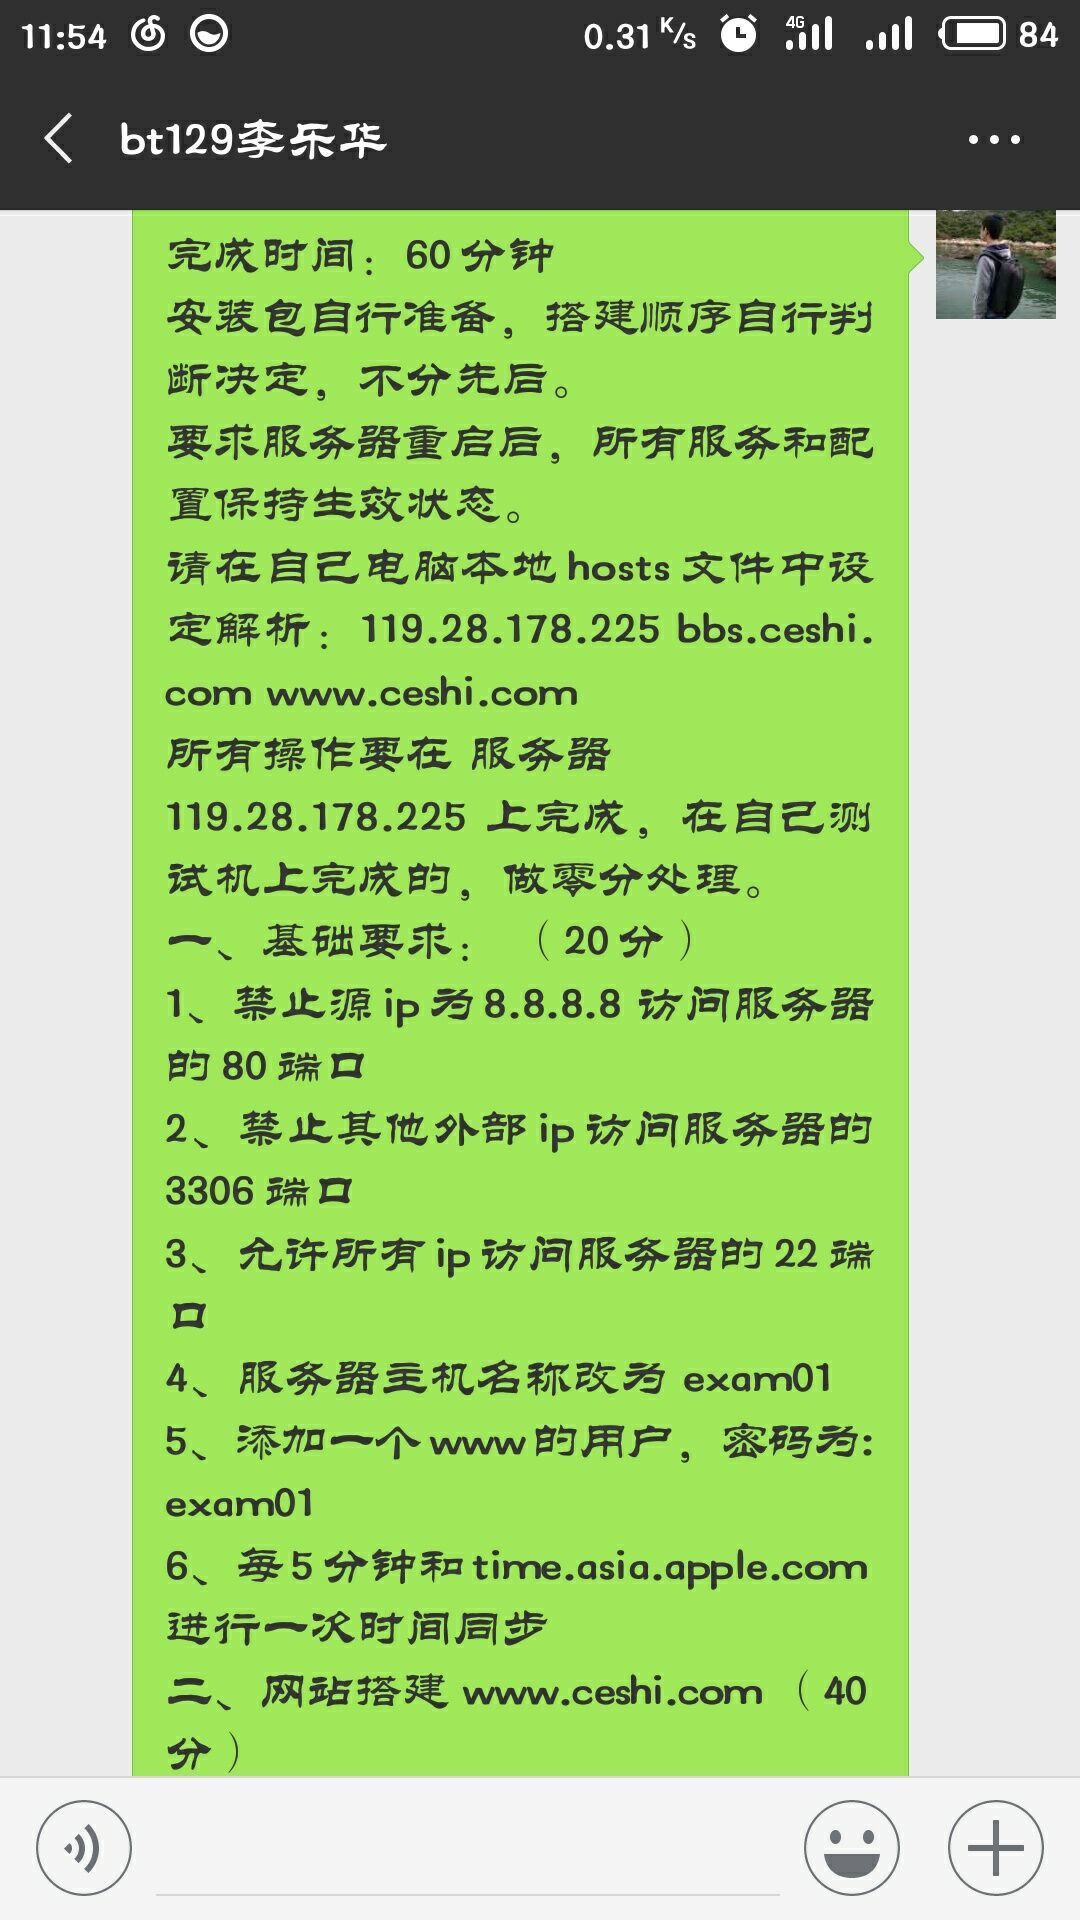 11:54
0.31 K/s
4G
84
bt129李乐华
完成时间：60分钟
安装包自行准备，搭建顺序自行判
断决定，不分先后。
要求服务器重启后，所有服务和配
置保持生效状态。
请在自己电脑本地hosts文件中设
定解析：119.28.178.225 bbs.ceshi.
com www.ceshi.com
所有操作要在 服务器
119.28.178.225 上完成，在自己测
试机上完成的，做零分处理。
一、基础要求： （20分）
1、禁止源ip为8.8.8.8 访问服务器
的80端口
2、禁止其他外部ip访问服务器的
3306端口
3、允许所有ip访问服务器的22端
口
4、服务器主机名称改为 exam01
5、添加一个www的用户，密码为:
exam01
6、每5分钟和time.asia.apple.com
进行一次时间同步
二、网站搭建 www.ceshi.com （40
分）